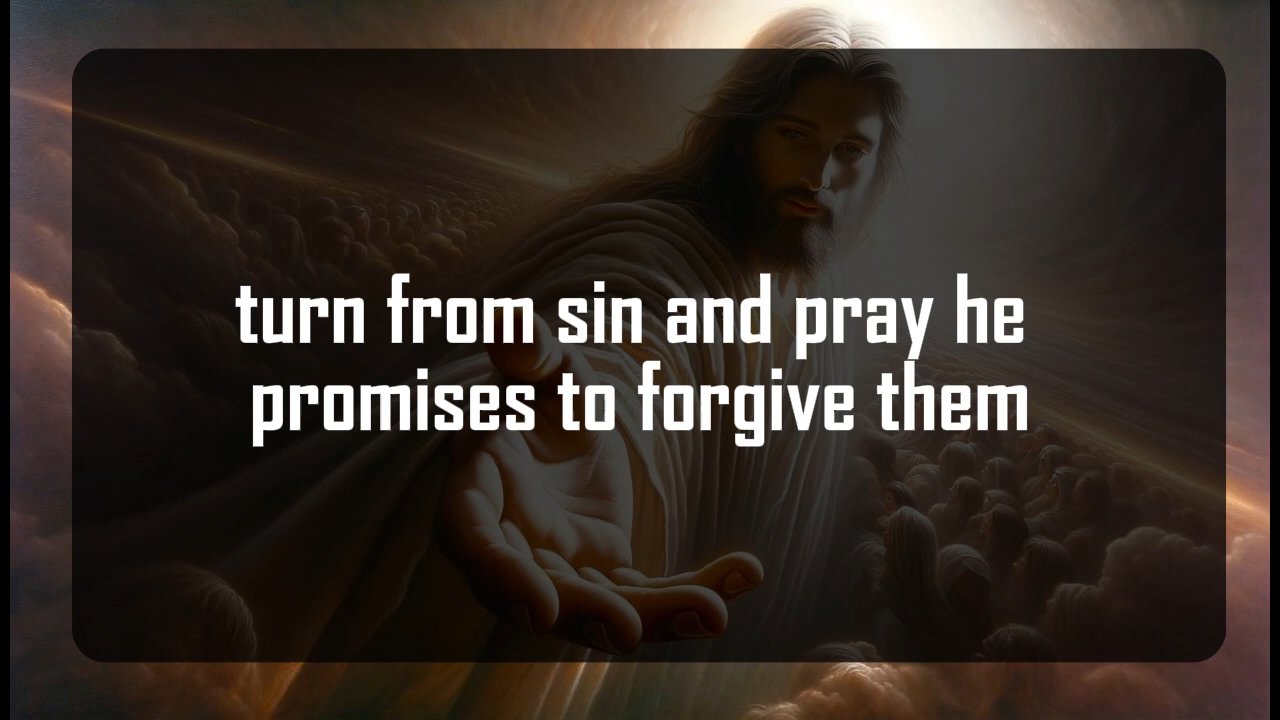 turn from sin and pray he
promises to forgive them